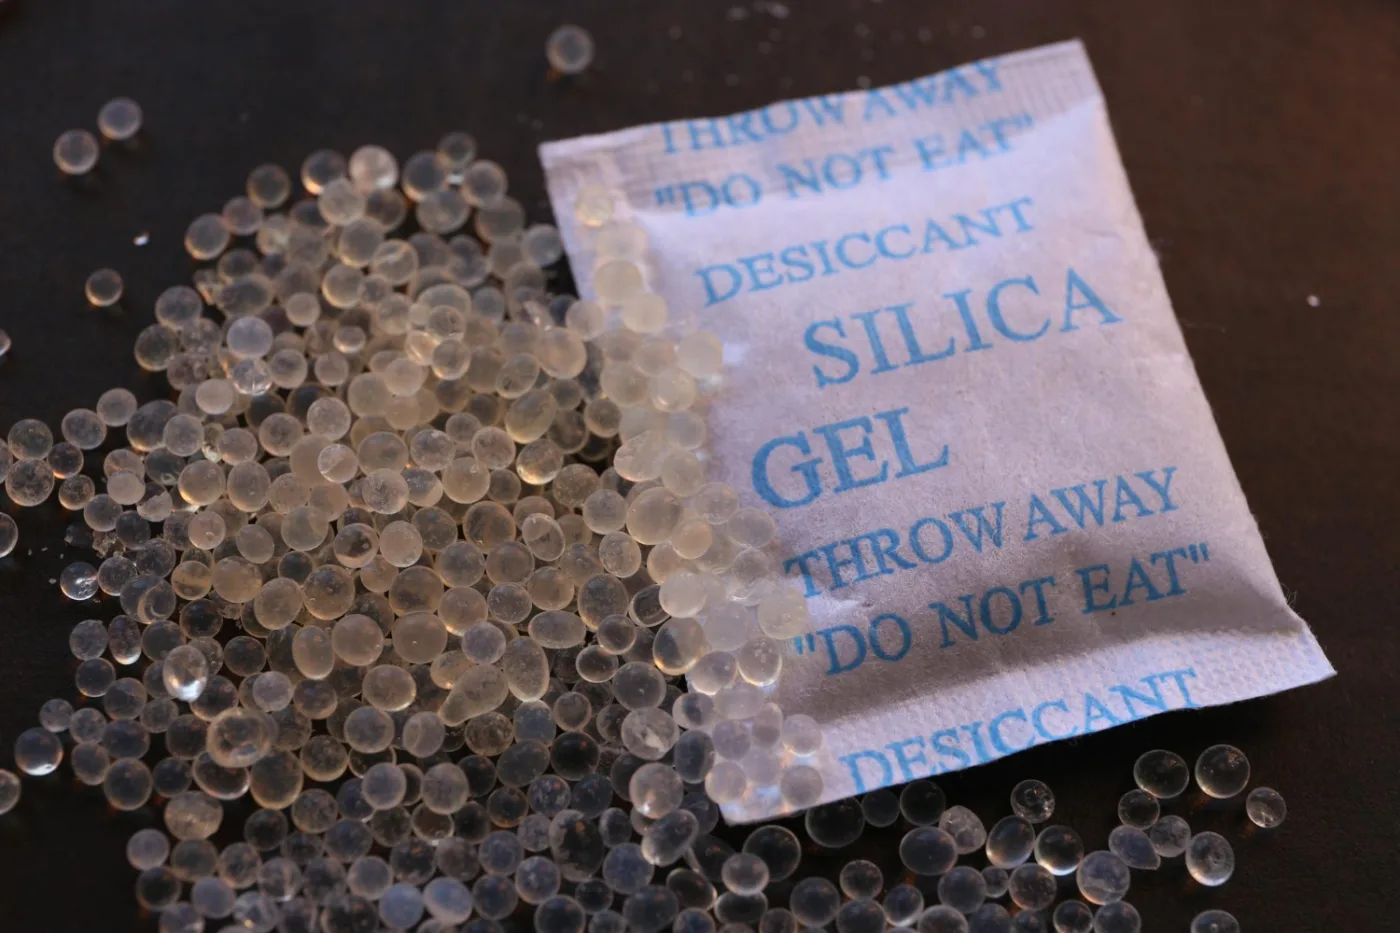 THROW AWAY
"DO NOT EAT"
DESICCANT
SILICA
GEL
THROW AWAY
"DO NOT EAT"
DESICCANT